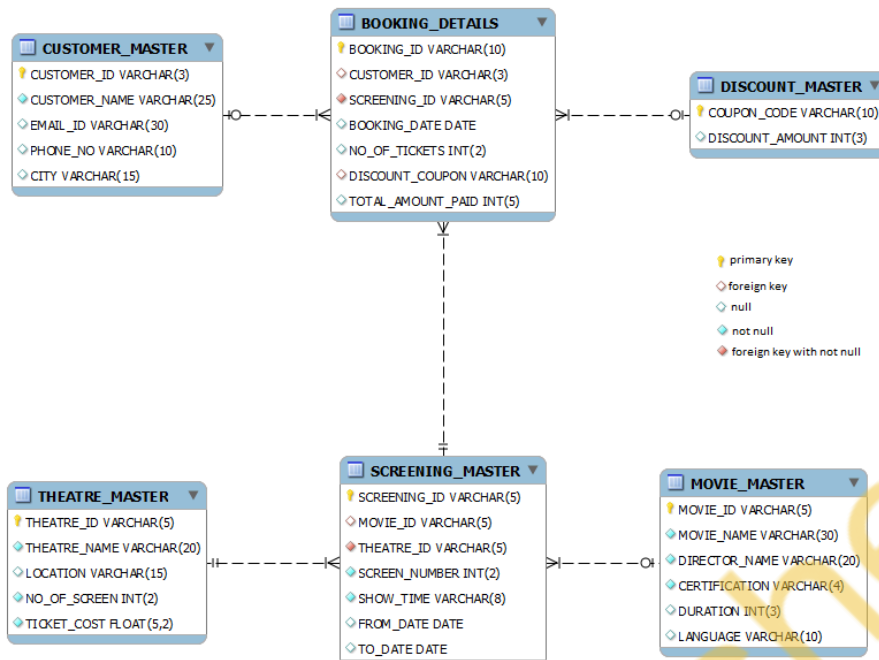 BOOKING_DETAILS
BOOKING_ID VARCHAR(10)
CUSTOMER_ID VARCHAR(3)
SCREENING_ID VARCHAR(5)
BOOKING_DATE DATE
NO_OF_TICKETS INT(2)
DISCOUNT_COUPON VARCHAR(10)
TOTAL_AMOUNT_PAID INT(5)
CUSTOMER_MASTER
CUSTOMER_ID VARCHAR(3)
CUSTOMER_NAME VARCHAR(25)
EMAIL_ID VARCHAR(30)
PHONE_NO VARCHAR(10)
CITY VARCHAR(15)
DISCOUNT_MASTER
COUPON_CODE VARCHAR(10)
DISCOUNT_AMOUNT INT(3)
primary key
foreign key
null
not null
foreign key with not null
THEATRE_MASTER
THEATRE_ID VARCHAR(5)
THEATRE_NAME VARCHAR(20)
LOCATION VARCHAR(15)
NO_OF_SCREEN INT(2)
TICKET_COST FLOAT(5,2)
SCREENING_MASTER
SCREENING_ID VARCHAR(5)
MOVIE_ID VARCHAR(5)
THEATRE_ID VARCHAR(5)
SCREEN_NUMBER INT(2)
SHOW_TIME VARCHAR(8)
FROM_DATE DATE
TO_DATE DATE
MOVIE_MASTER
MOVIE_ID VARCHAR(5)
MOVIE_NAME VARCHAR(30)
DIRECTOR_NAME VARCHAR(20)
CERTIFICATION VARCHAR(4)
DURATION INT(3)
LANGUAGE VARCHAR(10)